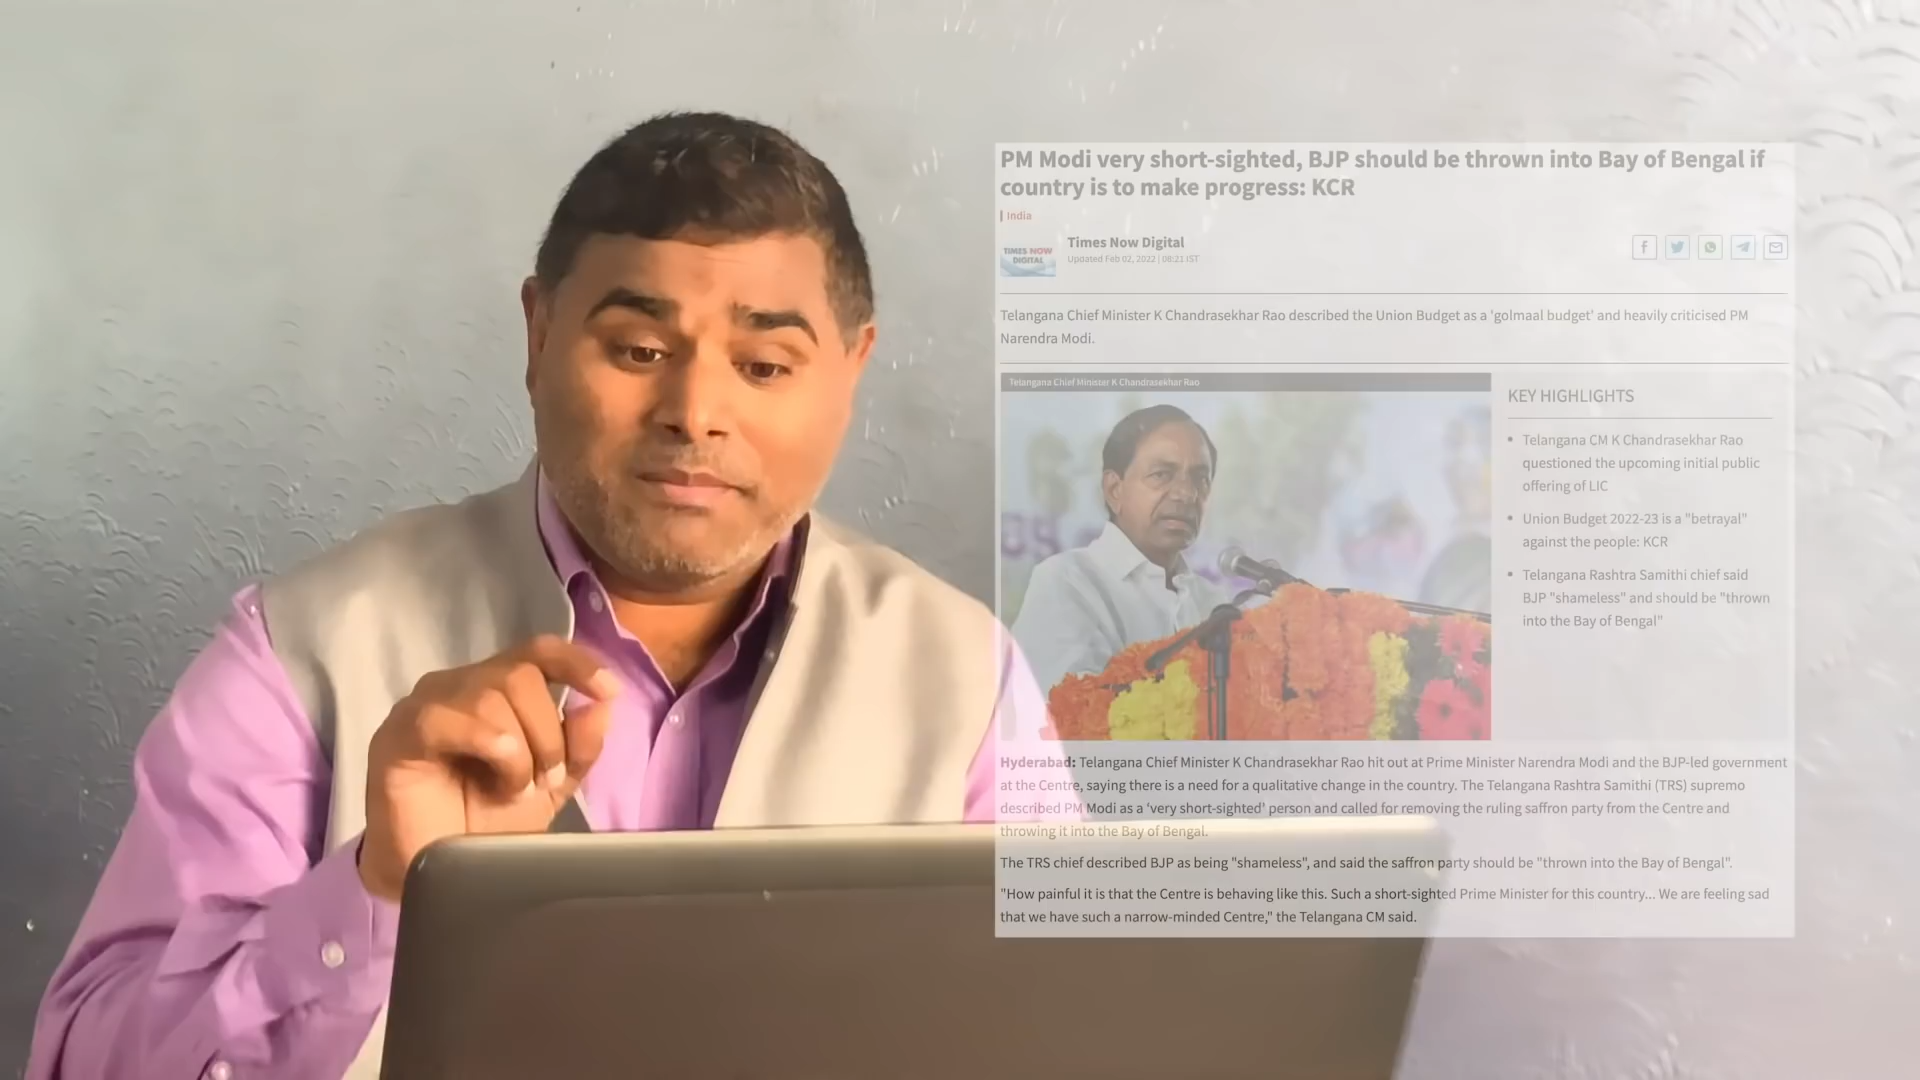 PM Modi very short-sighted, BJP should be thrown into Bay of Bengal if
country is to make progress: KCR
India
TIMES NOW
DIGITAL
Times Now Digital
Updated Feb 02, 2022 | 06:21 IST
Telangana Chief Minister K Chandrasekhar Rao described the Union Budget as a 'golmaal budget' and heavily criticised PM
Narendra Modi.
Telangana Chief Minister K Chandrasekhar Rao
KEY HIGHLIGHTS
Telangana CM K Chandrasekhar Rao
questioned the upcoming initial public
offering of LIC
Union Budget 2022-23 is a "betrayal"
against the people: KCR
Telangana Rashtra Samithi chief said
BJP "shameless" and should be "thrown
into the Bay of Bengal"
Hyderabad: Telangana Chief Minister K Chandrasekhar Rao hit out at Prime Minister Narendra Modi and the BJP-led government
at the Centre, saying there is a need for a qualitative change in the country. The Telangana Rashtra Samithi (TRS) supremo
described PM Modi as a 'very short-sighted' person and called for removing the ruling saffron party from the Centre and
throwing it into the Bay of Bengal.
The TRS chief described BJP as being "shameless", and said the saffron party should be "thrown into the Bay of Bengal".
"How painful it is that the Centre is behaving like this. Such a short-sighted Prime Minister for this country... We are feeling sad
that we have such a narrow-minded Centre," the Telangana CM said.